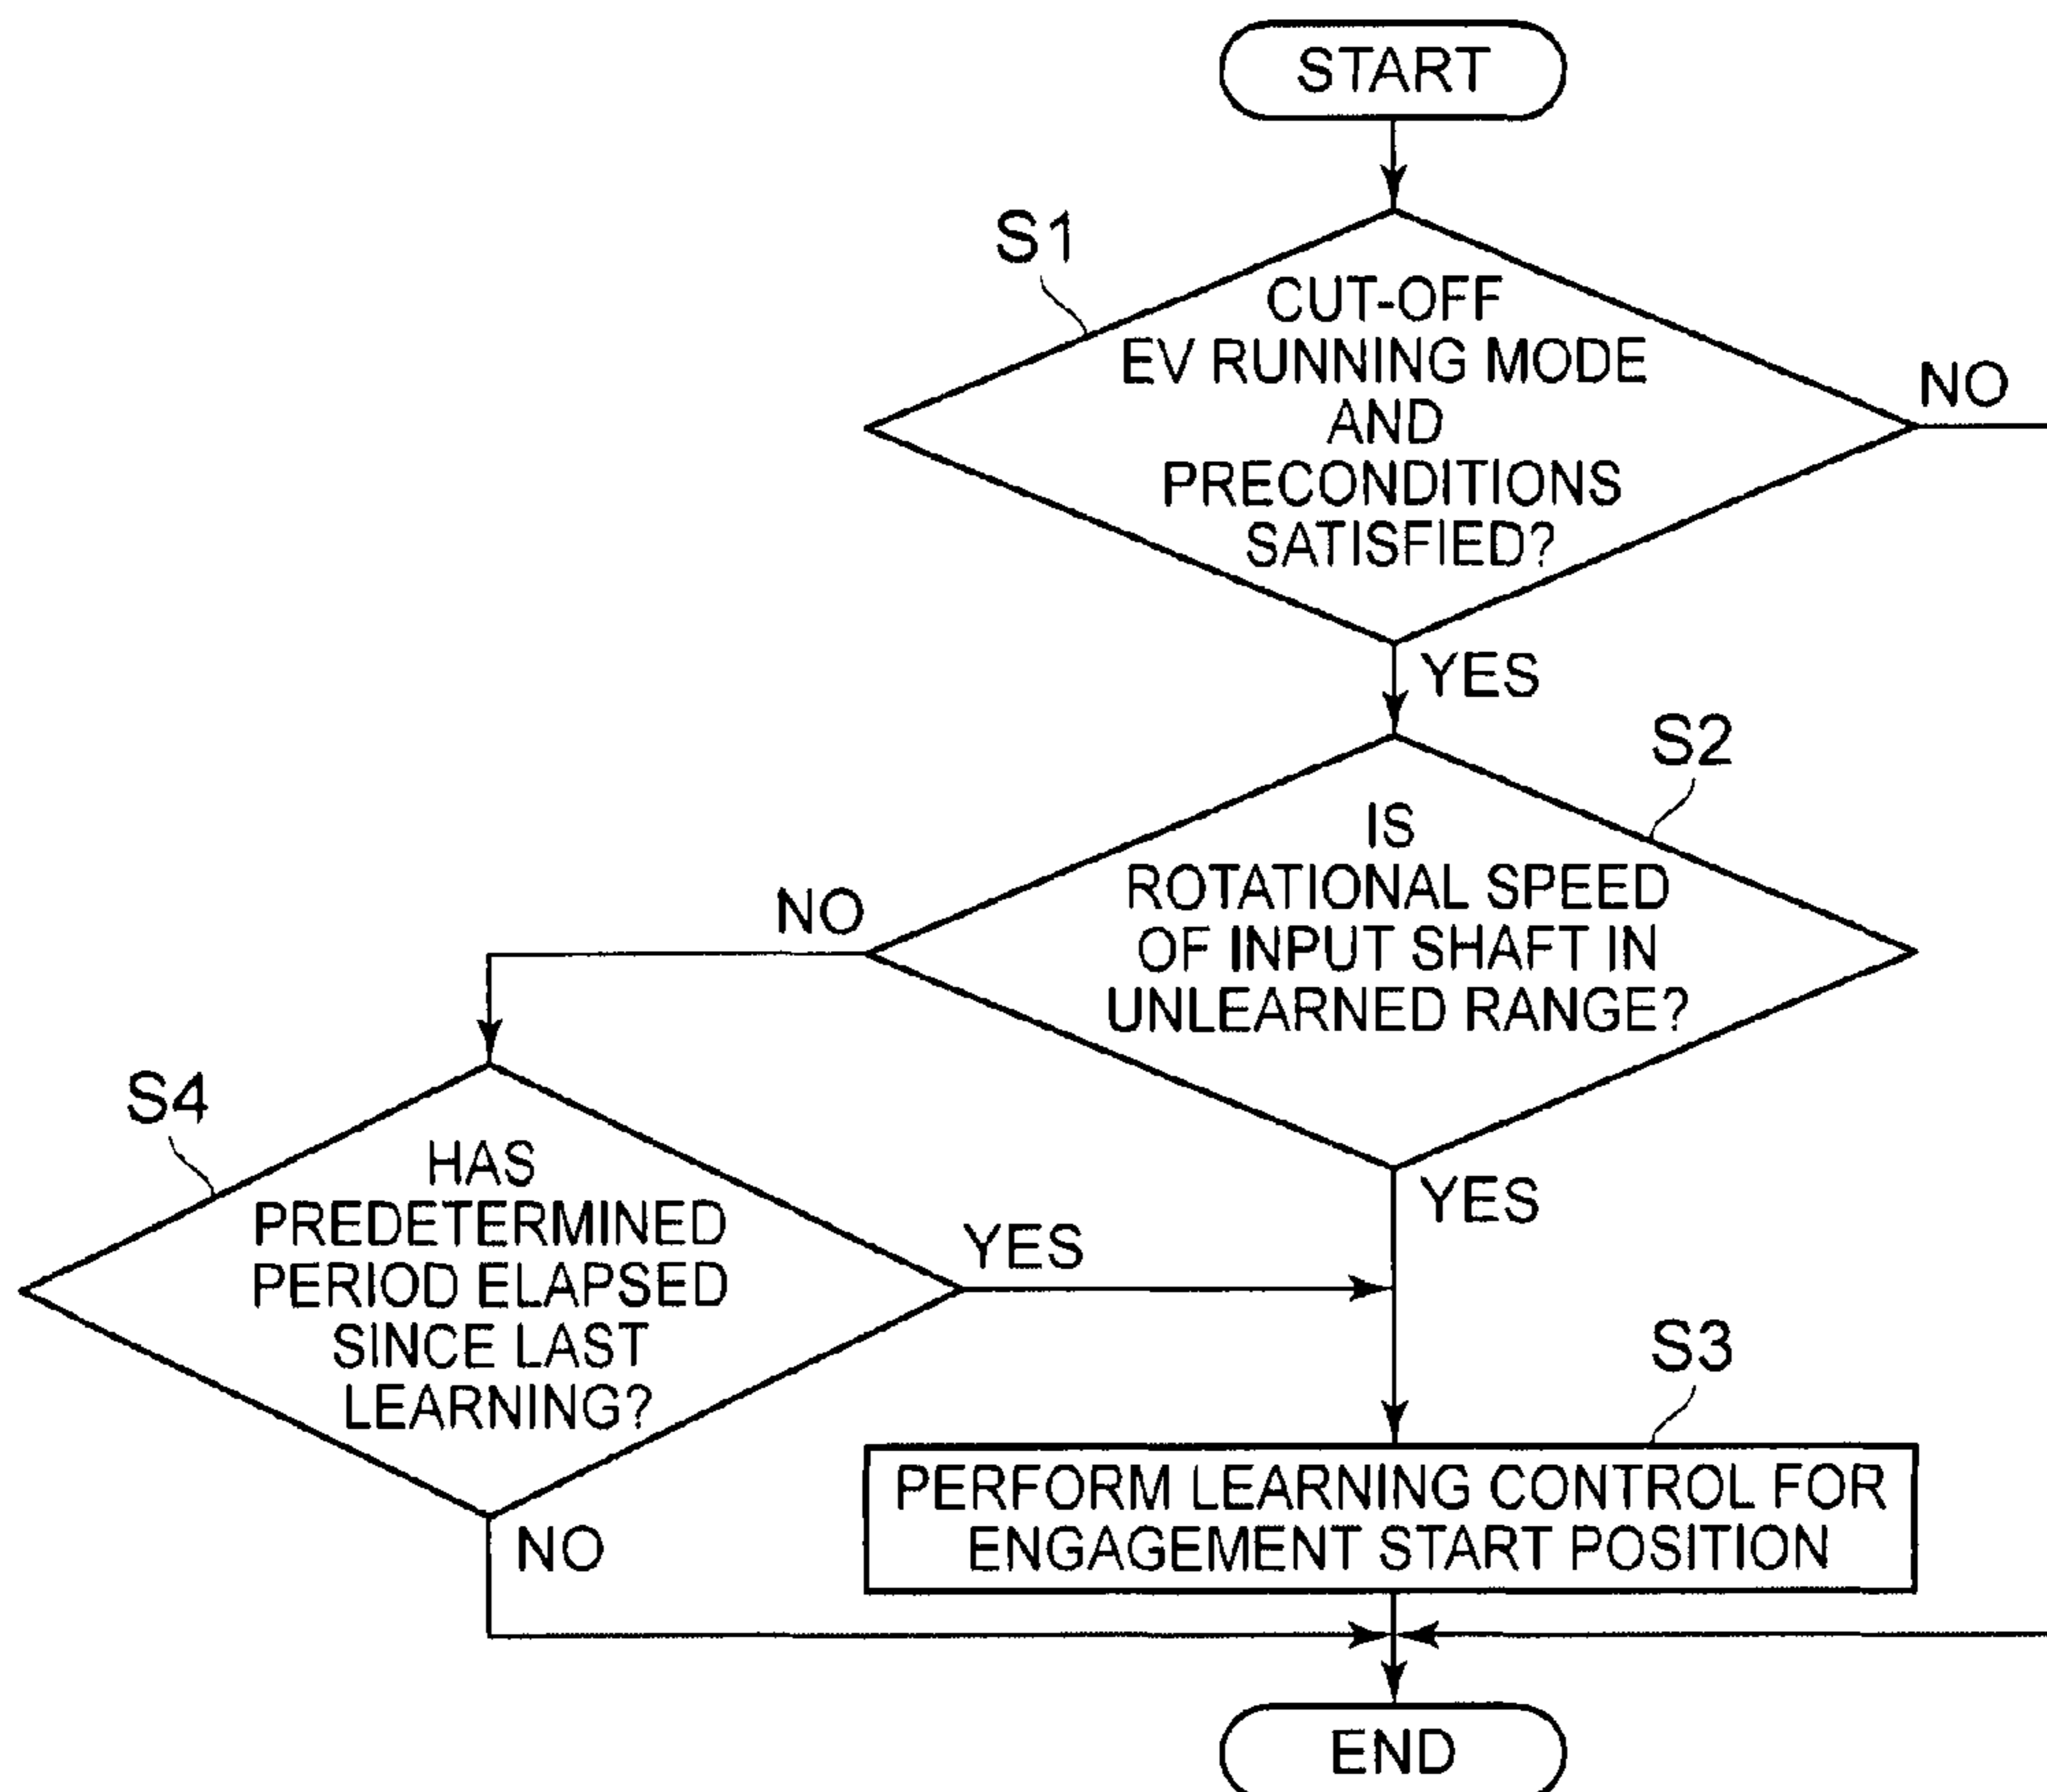 START
S1
CUT-OFF
EV RUNNING MODE
AND
PRECONDITIONS
SATISFIED?
NO
YES
S2
IS
ROTATIONAL SPEED
OF INPUT SHAFT IN
UNLEARNED RANGE?
NO
YES
S4
HAS
PREDETERMINED
PERIOD ELAPSED
SINCE LAST
LEARNING?
YES
NO
S3
PERFORM LEARNING CONTROL FOR
ENGAGEMENT START POSITION
END